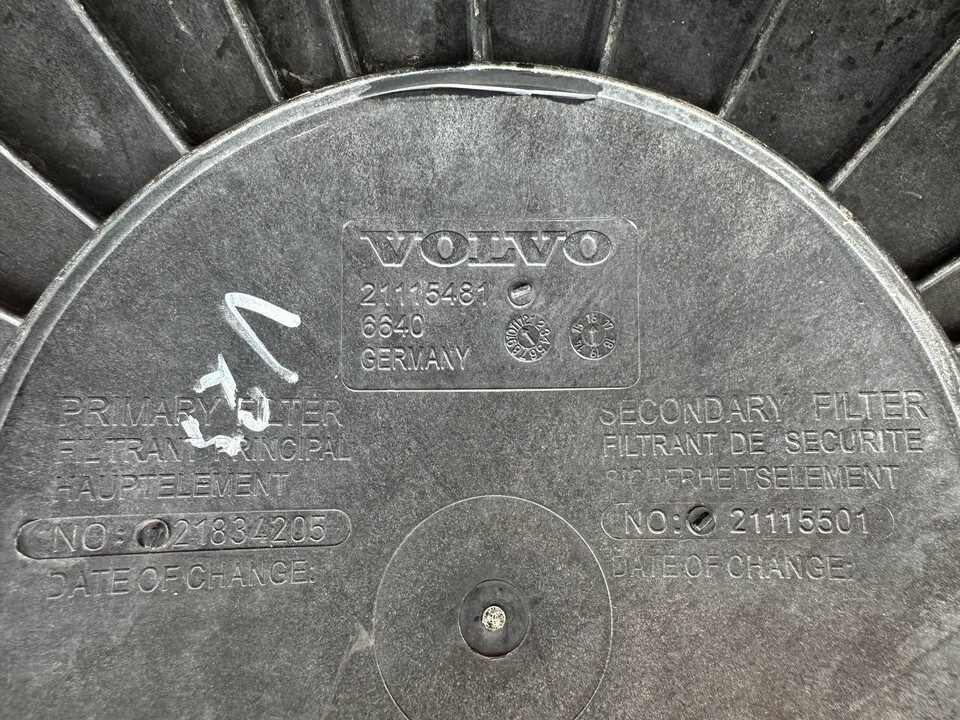 VOLVO
21115481
6640
GERMANY
PRIMARY FILTER
FILTRANT PRINCIPAL
HAUPTELEMENT
NO: 21834205
DATE OF CHANGE:
SECONDARY FILTER
FILTRANT DE SECURITE
SICHERHEITSELEMENT
NO: 21115501
DATE OF CHANGE: